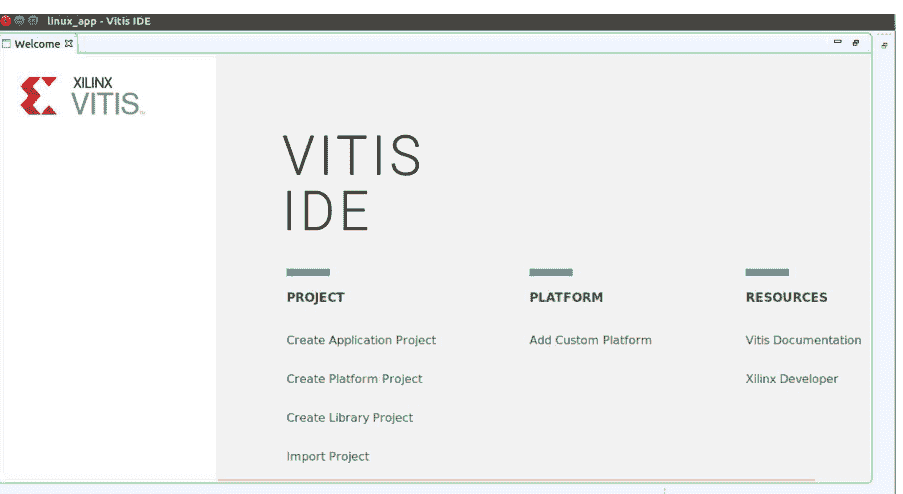 linux_app - Vitis IDE
Welcome
XILINX
VITIS
VITIS
IDE
PROJECT
Create Application Project
Create Platform Project
Create Library Project
Import Project
PLATFORM
Add Custom Platform
RESOURCES
Vitis Documentation
Xilinx Developer